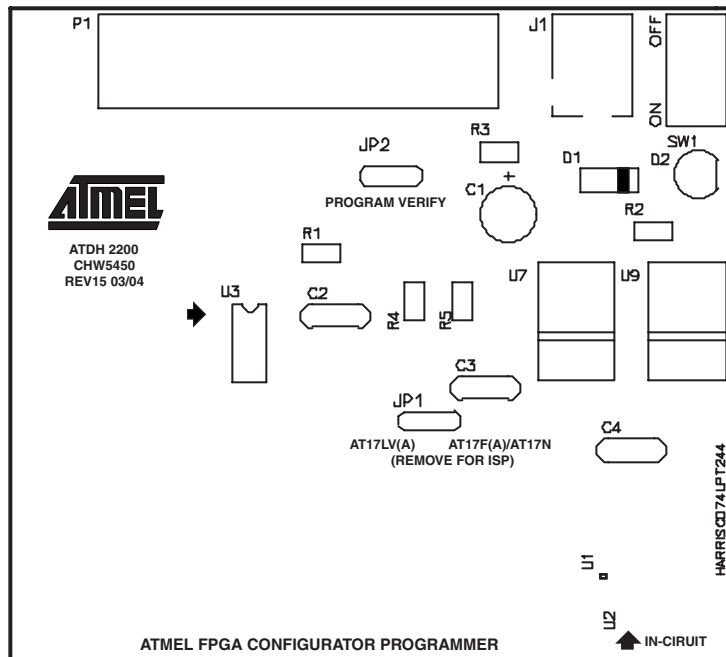 P1
J1
OFF
ON
SW1
R3
JP2
PROGRAM VERIFY
+
C1
D1
D2
R2
ATMEL
ATDH 2200
CHW5450
REV15 03/04
R1
U3
C2
R4
R5
U7
U9
C3
JP1
AT17LV(A) AT17F(A)/AT17N
(REMOVE FOR ISP)
C4
U1
U2
IN-CIRUIT
ATMEL FPGA CONFIGURATOR PROGRAMMER